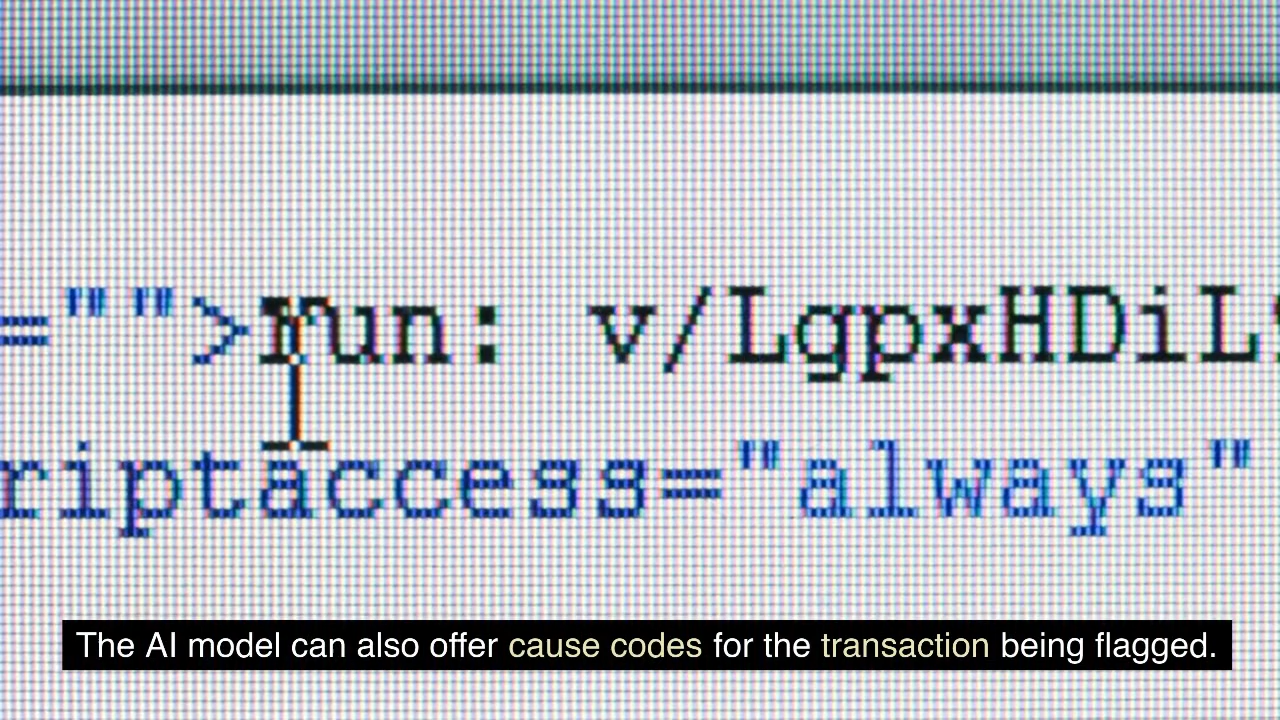 ="" "">run: v/LgpxHDiL
riptaccess="always"
The AI model can also offer cause codes for the transaction being flagged.